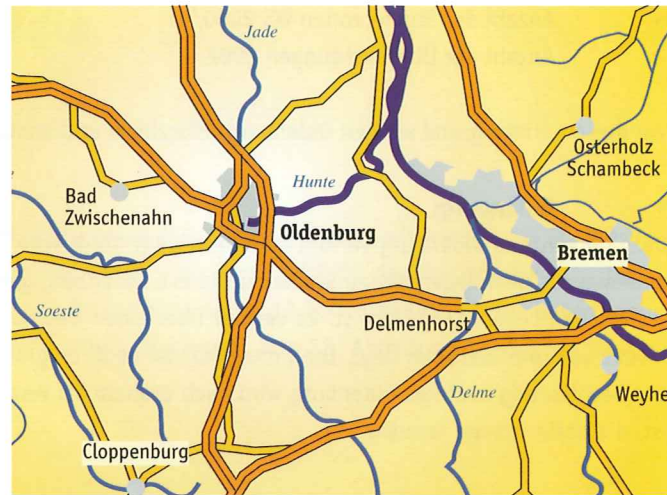 Jade
Osterholz
Schambeck
Bad
Zwischenahn
Hunte
Oldenburg
Bremen
Soeste
Delmenhorst
Weyhe
Delme
Cloppenburg